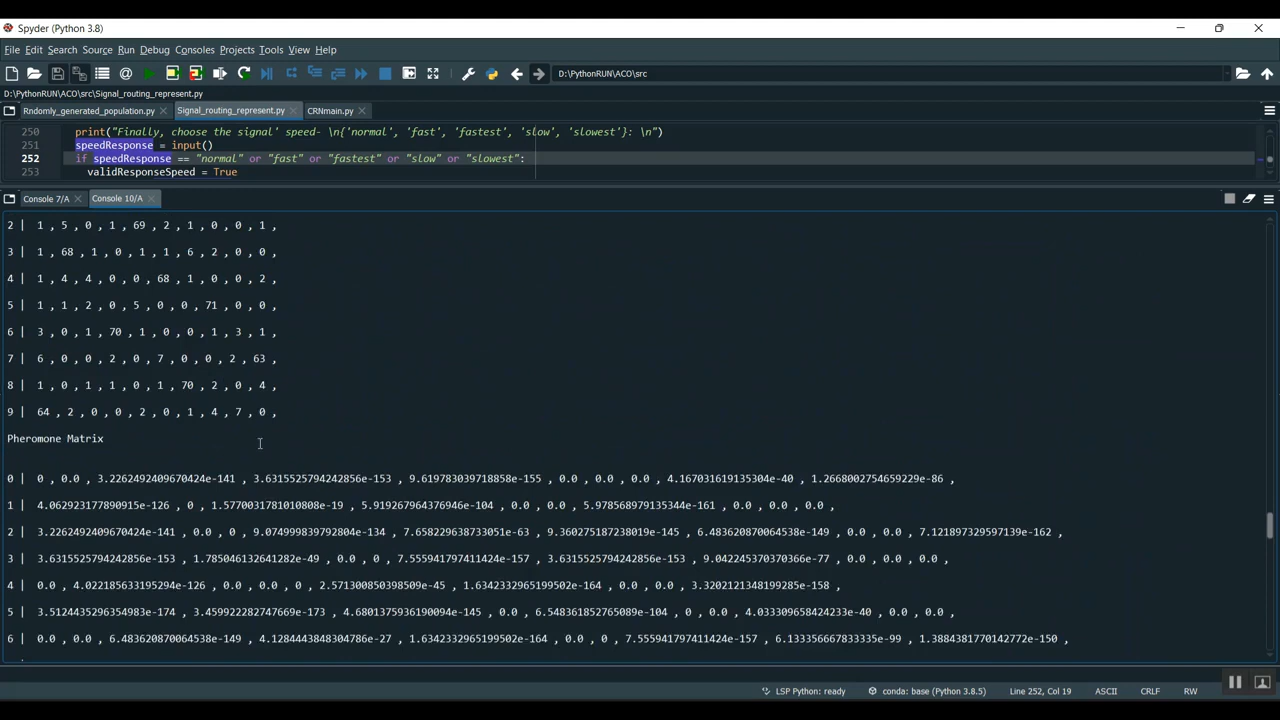 Spyder (Python 3.8)
File Edit Search Source Run Debug Consoles Projects Tools View Help
D:\PythonRUN\ACO\src
D:\PythonRUN\ACO\src\Signal_routing_represent.py
Rndomly_generated_population.py Signal_routing_represent.py CRNmain.py
250 print("Finally, choose the signal' speed- \n{'normal', 'fast', 'fastest', 'slow', 'slowest'}: \n")
251 speedResponse = input()
252 if speedResponse == "normal" or "fast" or "fastest" or "slow" or "slowest":
253 validResponseSpeed = True
Console 7/A Console 10/A
2 | 1 , 5 , 0 , 1 , 69 , 2 , 1 , 0 , 0 , 1 ,
3 | 1 , 68 , 1 , 0 , 1 , 1 , 6 , 2 , 0 , 0 ,
4 | 1 , 4 , 4 , 0 , 0 , 68 , 1 , 0 , 0 , 2 ,
5 | 1 , 1 , 2 , 0 , 5 , 0 , 0 , 71 , 0 , 0 ,
6 | 3 , 0 , 1 , 70 , 1 , 0 , 0 , 1 , 3 , 1 ,
7 | 6 , 0 , 0 , 2 , 0 , 7 , 0 , 0 , 2 , 63 ,
8 | 1 , 0 , 1 , 1 , 0 , 1 , 70 , 2 , 0 , 4 ,
9 | 64 , 2 , 0 , 0 , 2 , 0 , 1 , 4 , 7 , 0 ,
Pheromone Matrix
0 | 0 , 0.0 , 3.2262492409670424e-141 , 3.6315525794242856e-153 , 9.619783039718858e-155 , 0.0 , 0.0 , 0.0 , 4.167031619135304e-40 , 1.2668002754659229e-86 ,
1 | 4.062923177890915e-126 , 0 , 1.5770031781010808e-19 , 5.919267964376946e-104 , 0.0 , 0.0 , 5.978568979135344e-161 , 0.0 , 0.0 , 0.0 ,
2 | 3.2262492409670424e-141 , 0.0 , 0 , 9.074999839792804e-134 , 7.658229638733051e-63 , 9.360275187238019e-145 , 6.483620870064538e-149 , 0.0 , 0.0 , 7.121897329597139e-162 ,
3 | 3.6315525794242856e-153 , 1.785046132641282e-49 , 0.0 , 0 , 7.555941797411424e-157 , 3.6315525794242856e-153 , 9.042245370370366e-77 , 0.0 , 0.0 , 0.0 ,
4 | 0.0 , 4.022185633195294e-126 , 0.0 , 0.0 , 0 , 2.571300850398509e-45 , 1.6342332965199502e-164 , 0.0 , 0.0 , 3.3202121348199285e-158 ,
5 | 3.5124435296354983e-174 , 3.459922282747669e-173 , 4.6801375936190094e-145 , 0.0 , 6.548361852765089e-104 , 0 , 0.0 , 4.033309658424233e-40 , 0.0 , 0.0 ,
6 | 0.0 , 0.0 , 6.483620870064538e-149 , 4.1284443848304786e-27 , 1.6342332965199502e-164 , 0.0 , 0 , 7.555941797411424e-157 , 6.133356667833335e-99 , 1.3884381770142772e-150 ,
LSP Python: ready conda: base (Python 3.8.5) Line 252, Col 19 ASCII CRLF RW